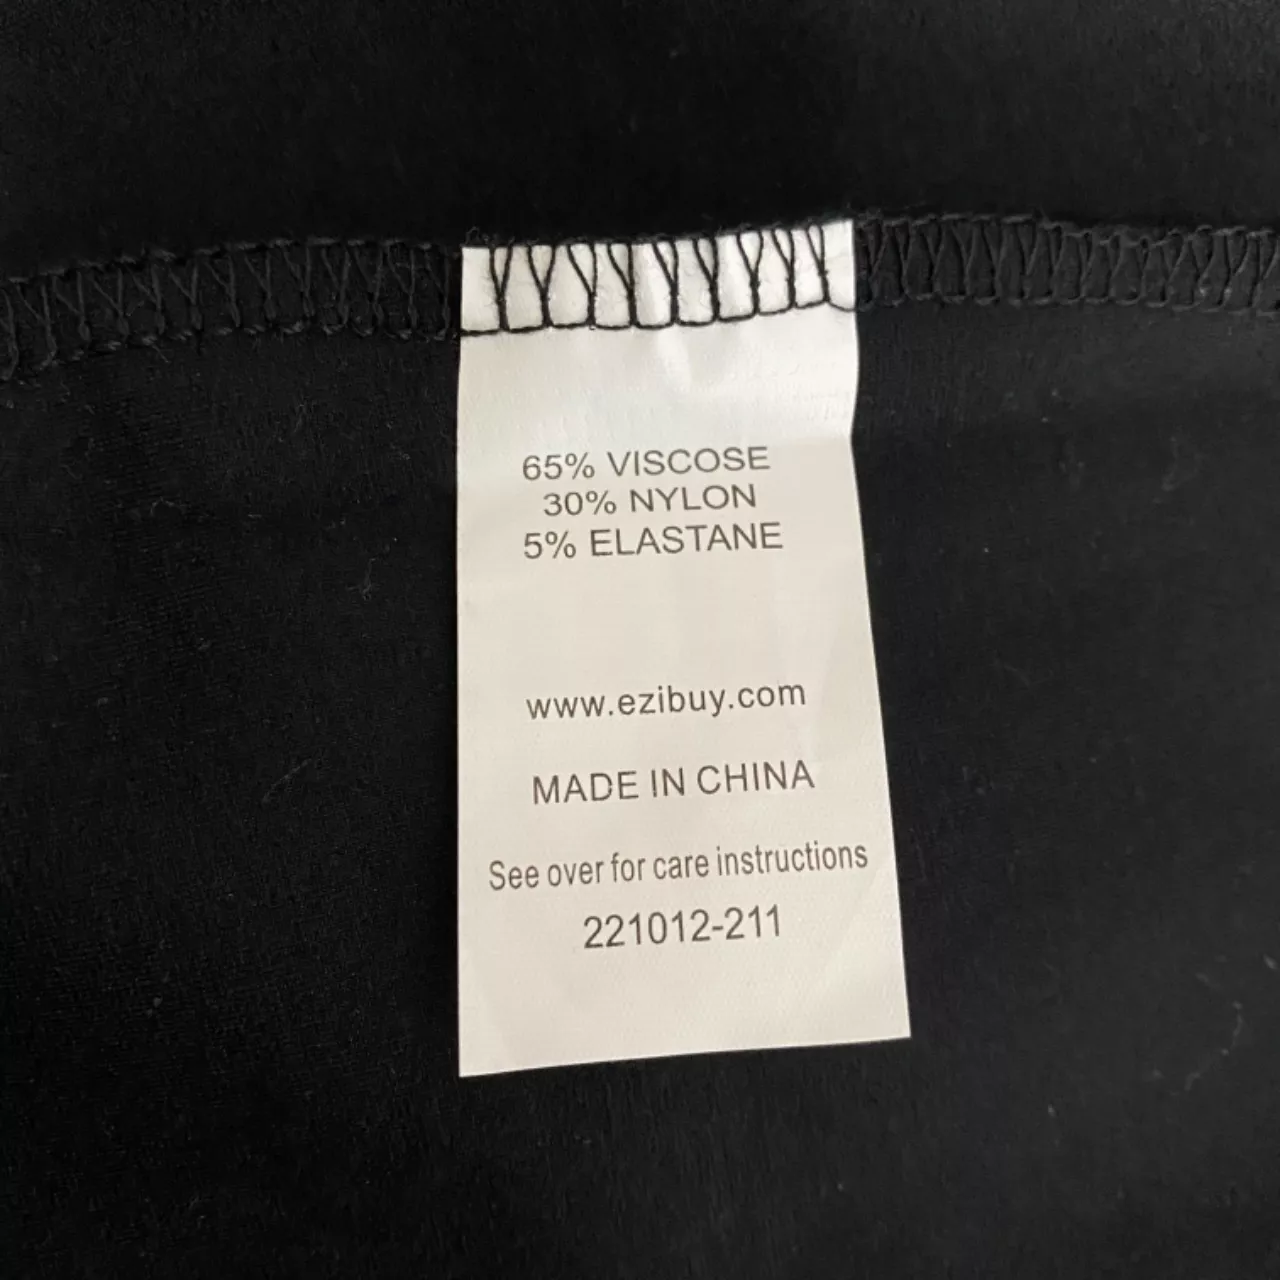 65% VISCOSE
30% NYLON
5% ELASTANE
www.ezibuy.com
MADE IN CHINA
See over for care instructions
221012-211